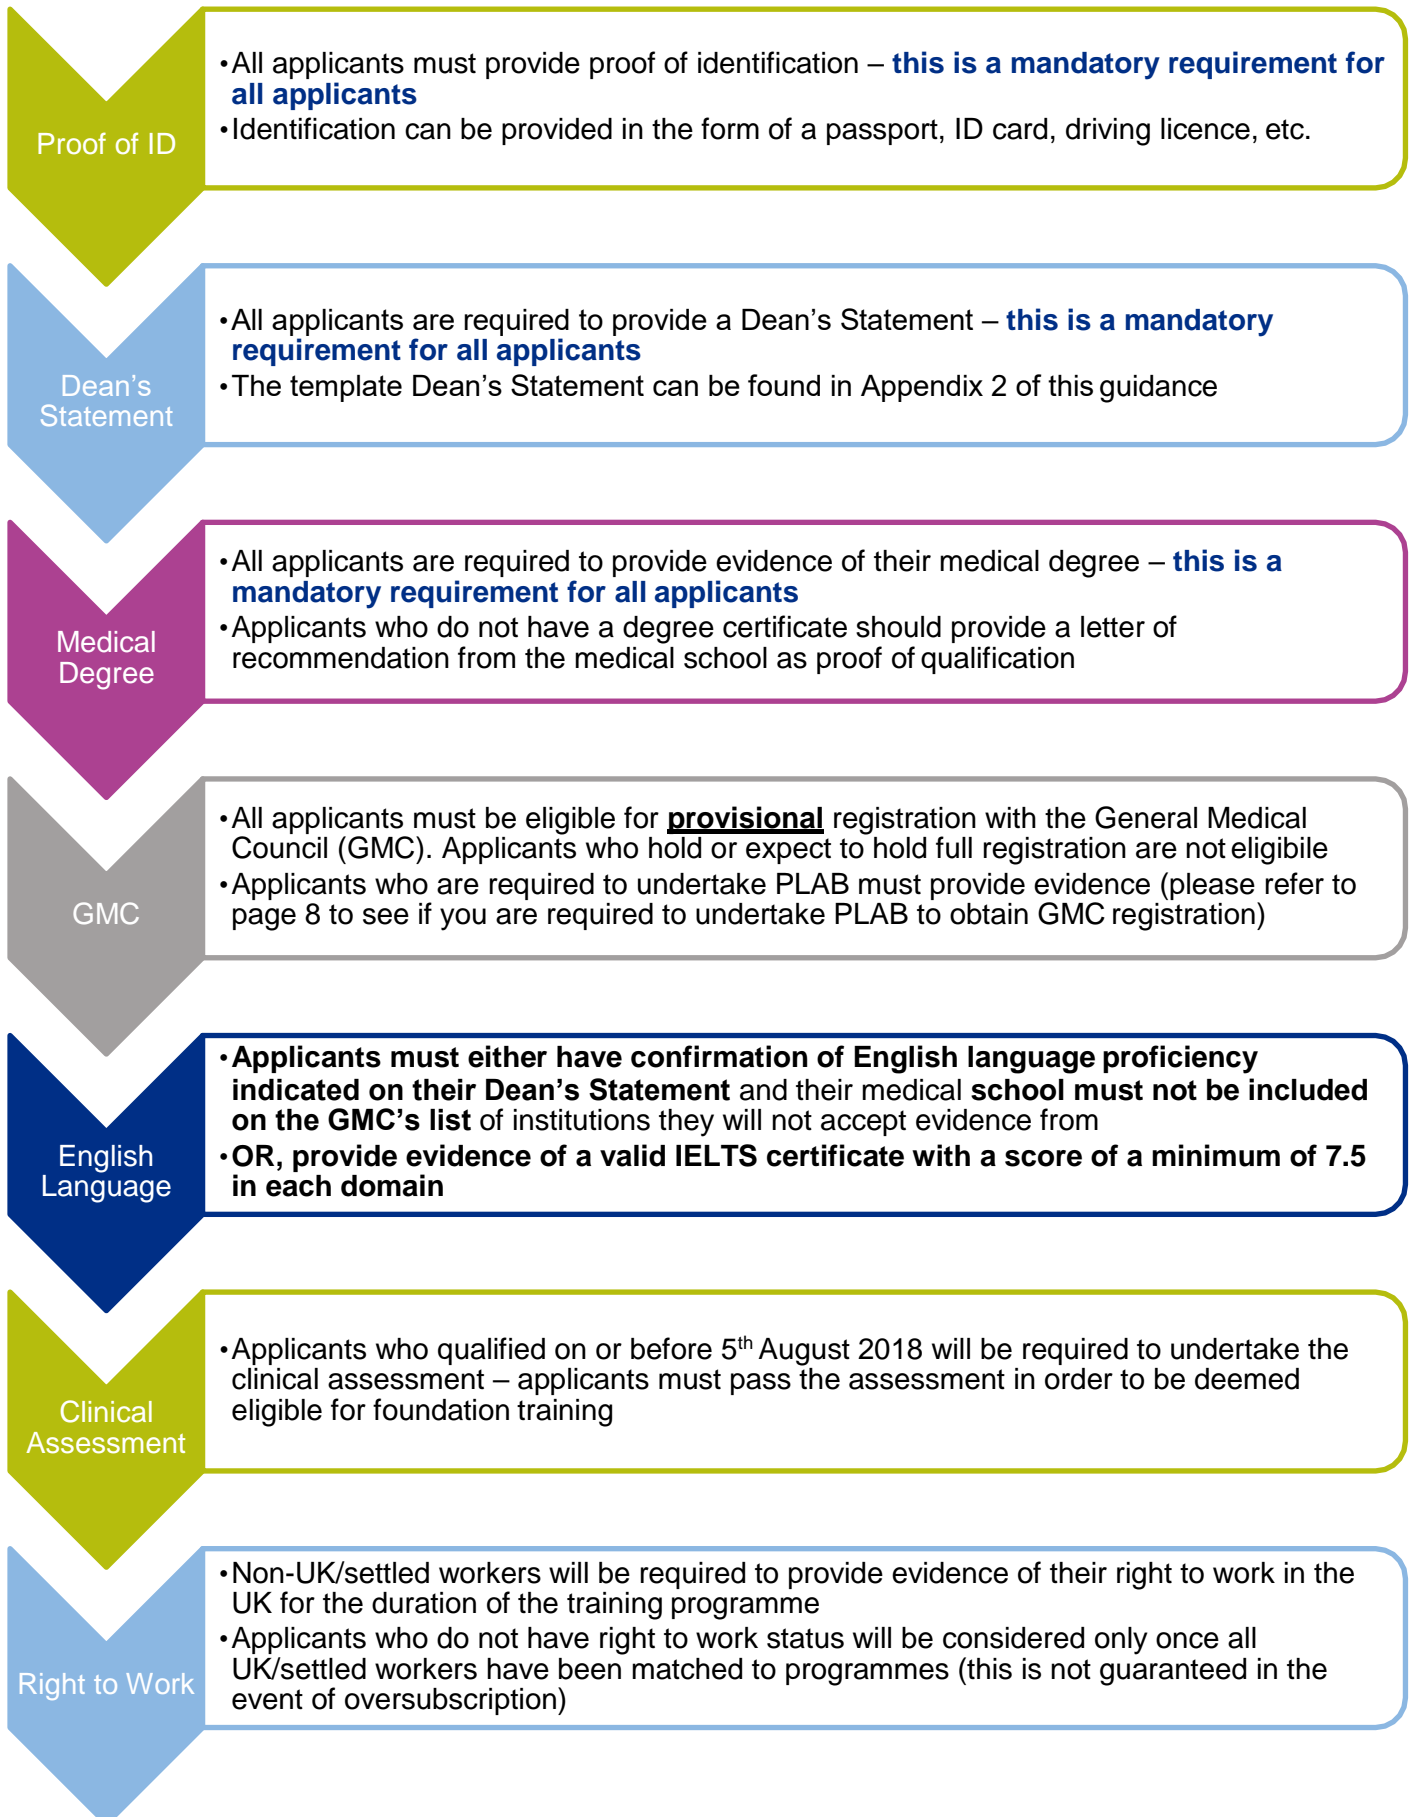 Proof of ID
•All applicants must provide proof of identification – this is a mandatory requirement for
all applicants
•Identification can be provided in the form of a passport, ID card, driving licence, etc.
Dean’s
Statement
•All applicants are required to provide a Dean’s Statement – this is a mandatory
requirement for all applicants
•The template Dean’s Statement can be found in Appendix 2 of this guidance
Medical
Degree
•All applicants are required to provide evidence of their medical degree – this is a
mandatory requirement for all applicants
•Applicants who do not have a degree certificate should provide a letter of
recommendation from the medical school as proof of qualification
GMC
•All applicants must be eligible for provisional registration with the General Medical
Council (GMC). Applicants who hold or expect to hold full registration are not eligibile
•Applicants who are required to undertake PLAB must provide evidence (please refer to
page 8 to see if you are required to undertake PLAB to obtain GMC registration)
English
Language
•Applicants must either have confirmation of English language proficiency
indicated on their Dean’s Statement and their medical school must not be included
on the GMC’s list of institutions they will not accept evidence from
•OR, provide evidence of a valid IELTS certificate with a score of a minimum of 7.5
in each domain
Clinical
Assessment
•Applicants who qualified on or before 5th August 2018 will be required to undertake the
clinical assessment – applicants must pass the assessment in order to be deemed
eligible for foundation training
Right to Work
•Non-UK/settled workers will be required to provide evidence of their right to work in the
UK for the duration of the training programme
•Applicants who do not have right to work status will be considered only once all
UK/settled workers have been matched to programmes (this is not guaranteed in the
event of oversubscription)